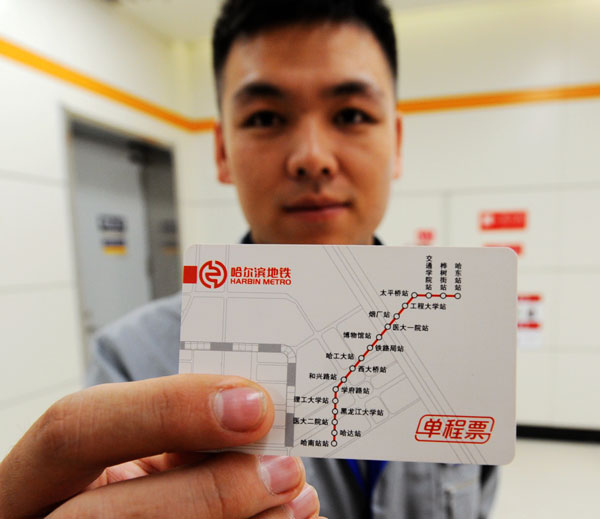 哈尔滨地铁
HARBIN METRO
交通学院站
桦树街站
哈东站站
太平桥站
工程大学站
烟厂站
医大一院站
博物馆站
铁路局站
哈工大站
西大桥站
和兴路站
学府路站
理工大学站
黑龙江大学站
医大二院站
哈达站
哈南站站
单程票